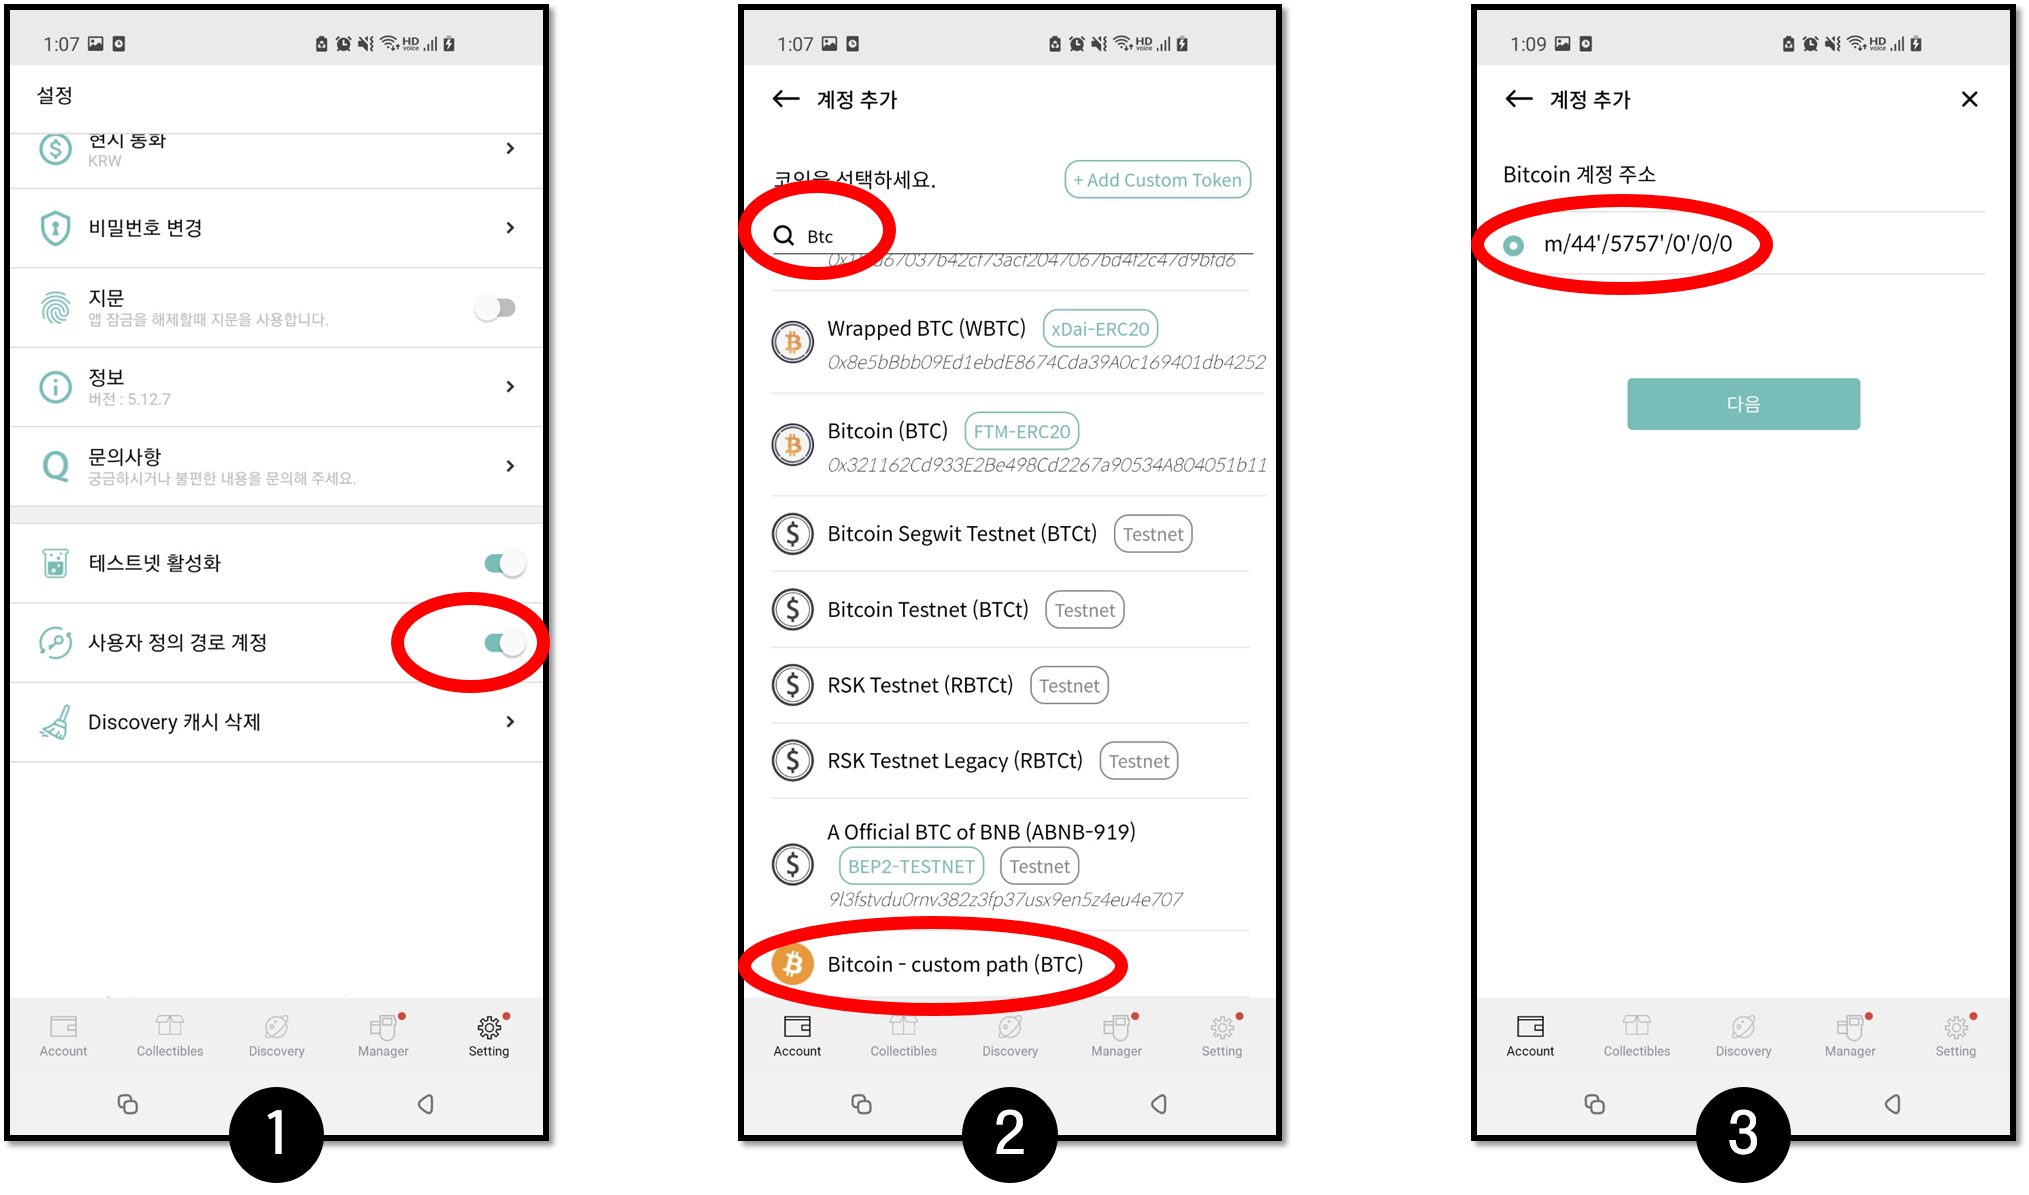 1:07
HD voice
설정
현시 통화
KRW
비밀번호 변경
지문
앱 잠금을 해제할때 지문을 사용합니다.
정보
버전 : 5.12.7
문의사항
궁금하시거나 불편한 내용을 문의해 주세요.
테스트넷 활성화
사용자 정의 경로 계정
Discovery 캐시 삭제
Account Collectibles Discovery Manager Setting
1
1:07
HD voice
계정 추가
코인을 선택하세요.
+ Add Custom Token
Btc
Wrapped BTC (WBTC) xDai-ERC20
0x8e5bBbb09Ed1ebdE8674Cda39A0c169401db4252
Bitcoin (BTC) FTM-ERC20
0x321162Cd933E2Be498Cd2267a90534A804051b11
Bitcoin Segwit Testnet (BTCt) Testnet
Bitcoin Testnet (BTCt) Testnet
RSK Testnet (RBTCt) Testnet
RSK Testnet Legacy (RBTCt) Testnet
A Official BTC of BNB (ABNB-919)
BEP2-TESTNET Testnet
9l3fstvdu0rnv382z3fp37usx9en5z4eu4e707
Bitcoin - custom path (BTC)
Account Collectibles Discovery Manager Setting
2
1:09
HD voice
계정 추가
Bitcoin 계정 주소
m/44'/5757'/0'/0/0
다음
Account Collectibles Discovery Manager Setting
3